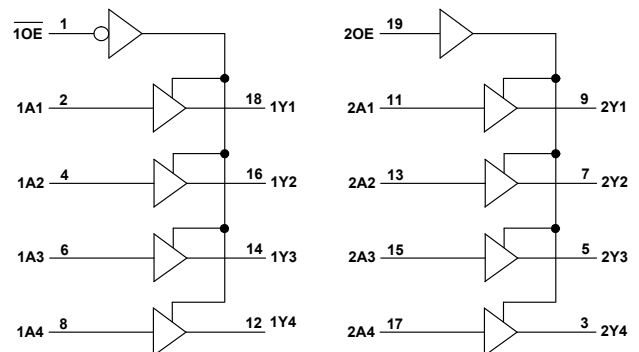 1OE 1
1A1 2 18 1Y1
1A2 4 16 1Y2
1A3 6 14 1Y3
1A4 8 12 1Y4
2OE 19
2A1 11 9 2Y1
2A2 13 7 2Y2
2A3 15 5 2Y3
2A4 17 3 2Y4